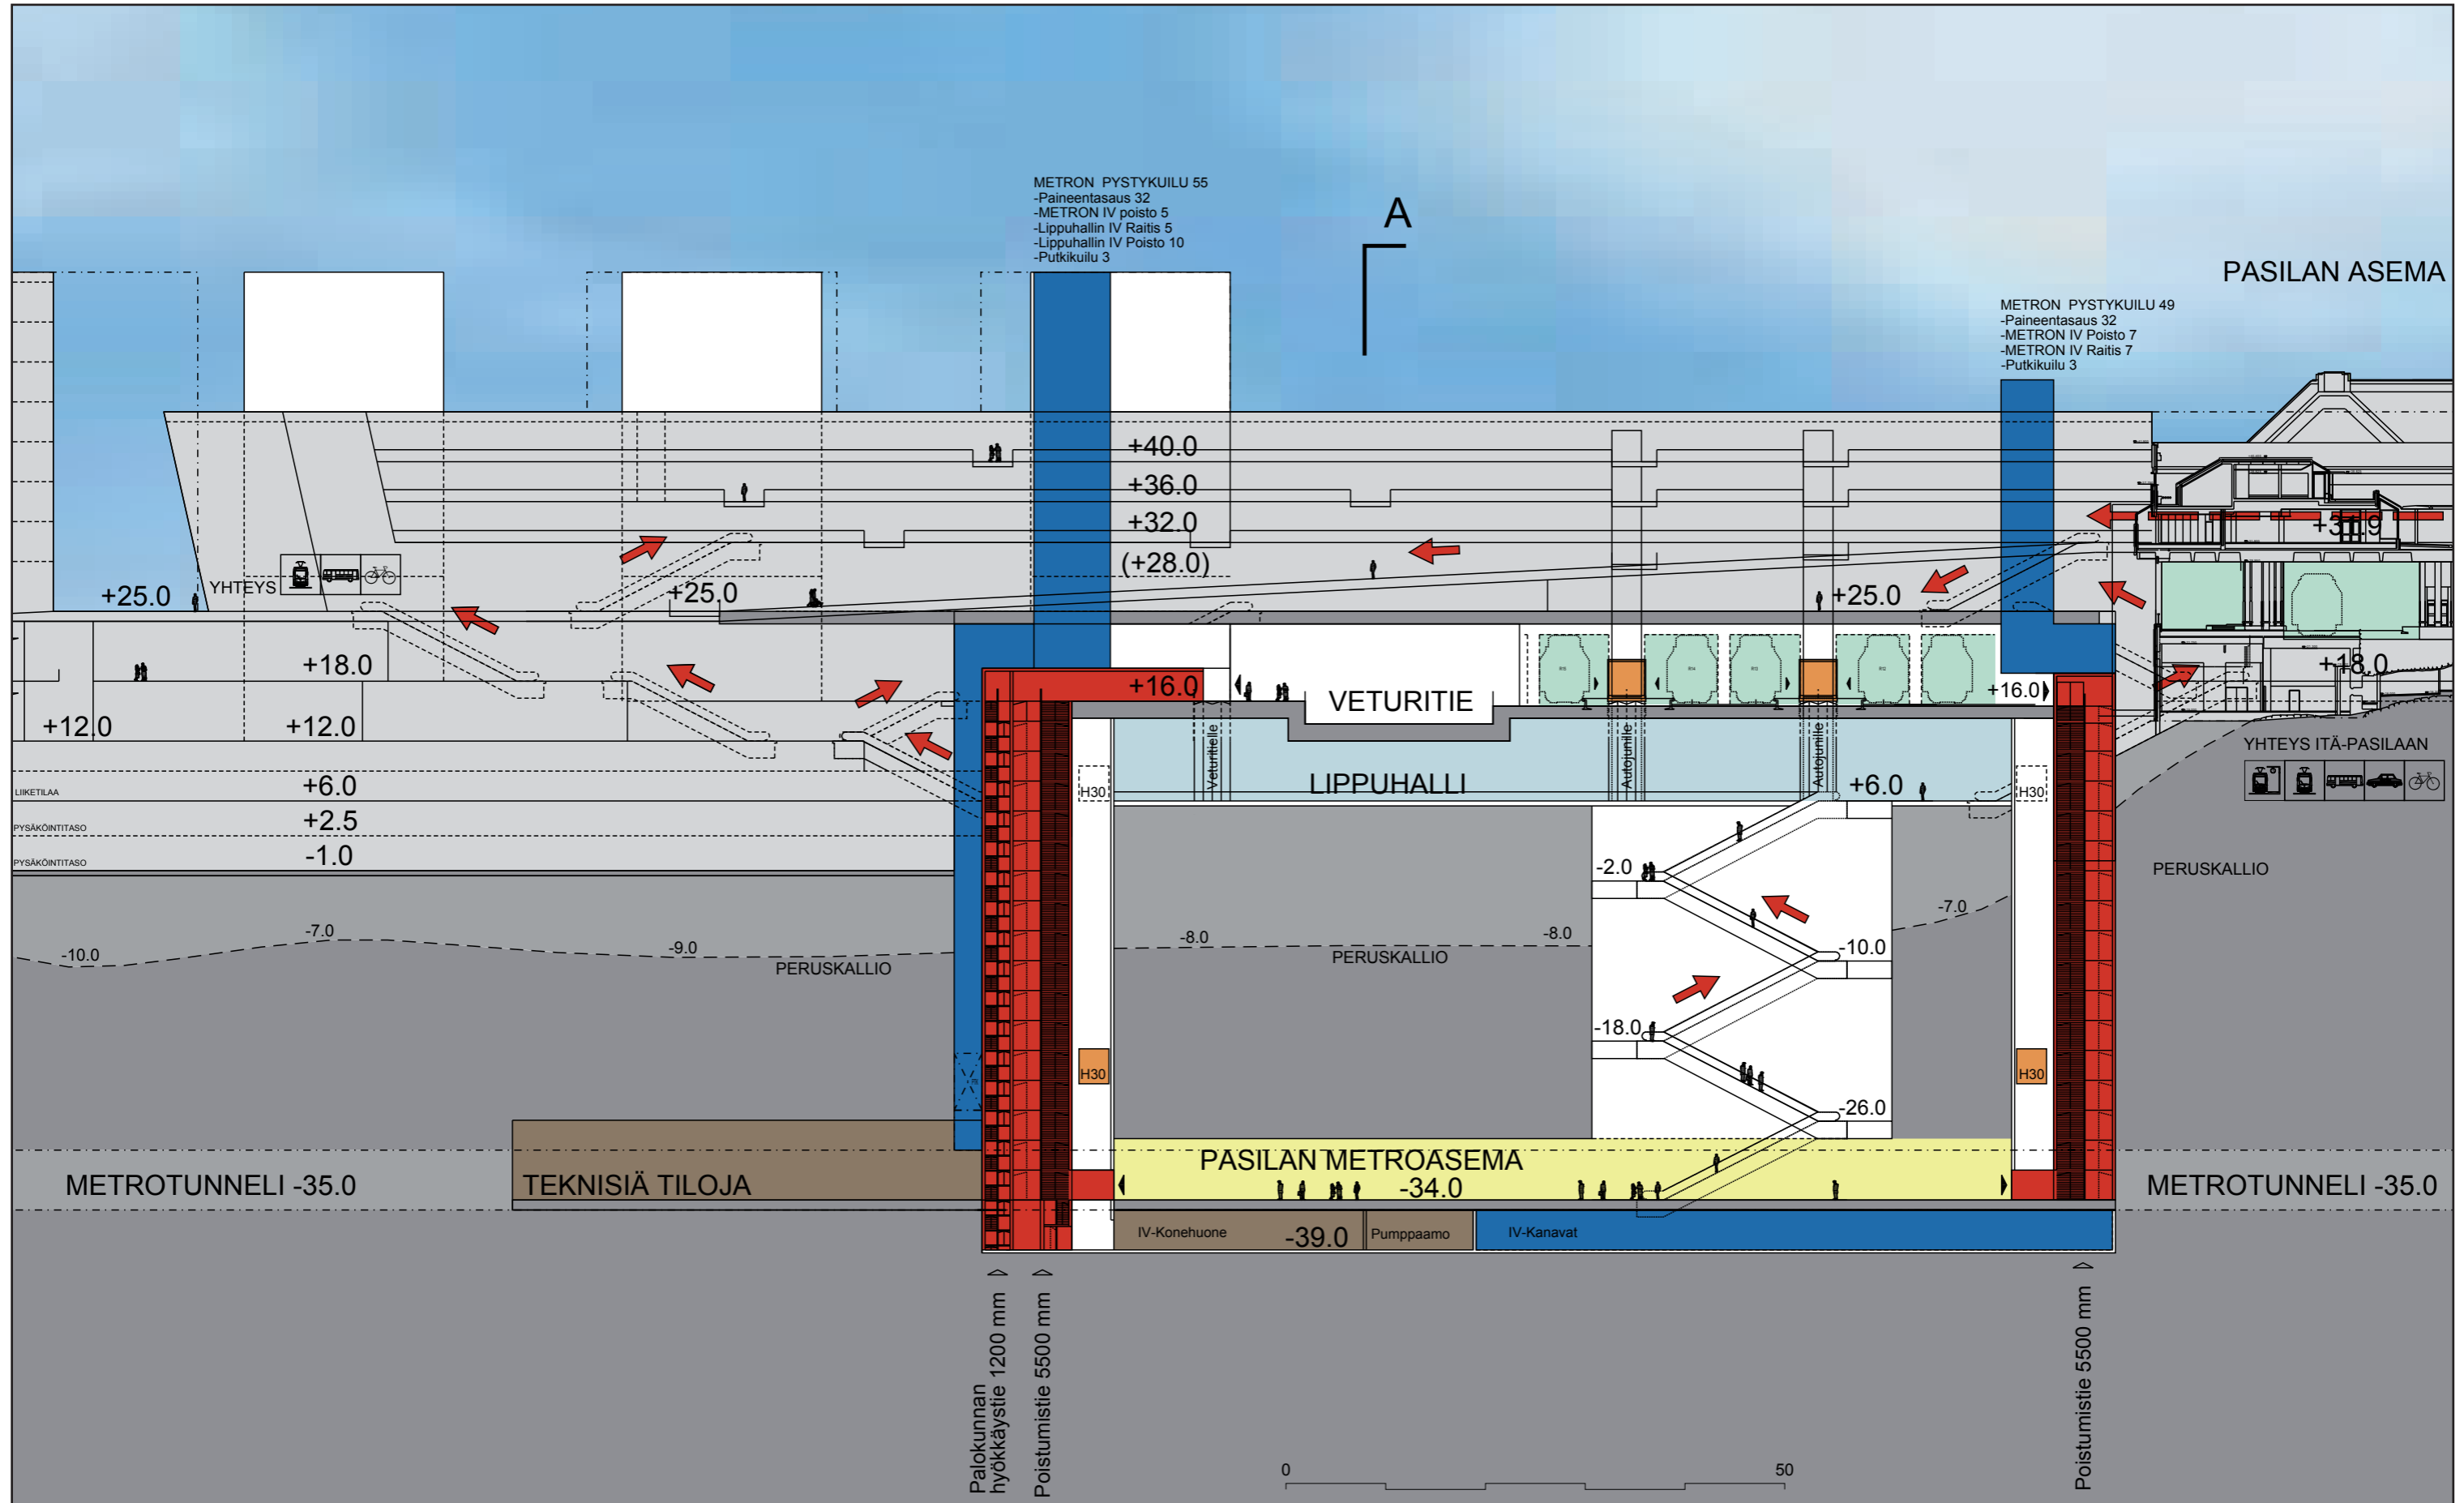 METRON PYSTYKUILU 55
-Paineentasaus 32
-METRON IV poisto 5
-Lippuhallin IV Raitis 5
-Lippuhallin IV Poisto 10
-Putkikuilu 3
A
PASILAN ASEMA
METRON PYSTYKUILU 49
-Paineentasaus 32
-METRON IV Poisto 7
-METRON IV Raitis 7
-Putkikuilu 3
+40.0
+36.0
+32.0
+31.9
(+28.0)
YHTEYS
+25.0
+25.0
+25.0
+18.0
+18.0
+16.0
VETURITIE
R15
R14
R13
R12
+16.0
+12.0
+12.0
Veturitielle
Autojunille
Autojunille
YHTEYS ITÄ-PASILAAN
LIIKETILAA
+6.0
H30
LIPPUHALLI
+6.0
H30
PYSÄKÖINTITASO
+2.5
PYSÄKÖINTITASO
-1.0
-2.0
PERUSKALLIO
-10.0
-7.0
-9.0
PERUSKALLIO
-8.0
PERUSKALLIO
-8.0
-10.0
-7.0
-18.0
H30
H30
-26.0
METROTUNNELI -35.0
TEKNISIÄ TILOJA
PASILAN METROASEMA
-34.0
METROTUNNELI -35.0
IV-Konehuone
-39.0
Pumppaamo
IV-Kanavat
Palokunnan
hyökkäystie 1200 mm
Poistumistie 5500 mm
Poistumistie 5500 mm
0
50